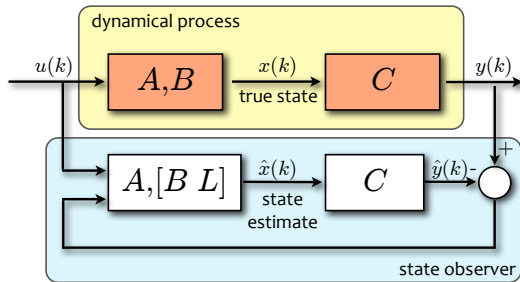 dynamical process
u(k)
A,B
x(k)
true state
C
y(k)
+
A,[B L]
x̂(k)
state
estimate
C
ŷ(k)
-
state observer